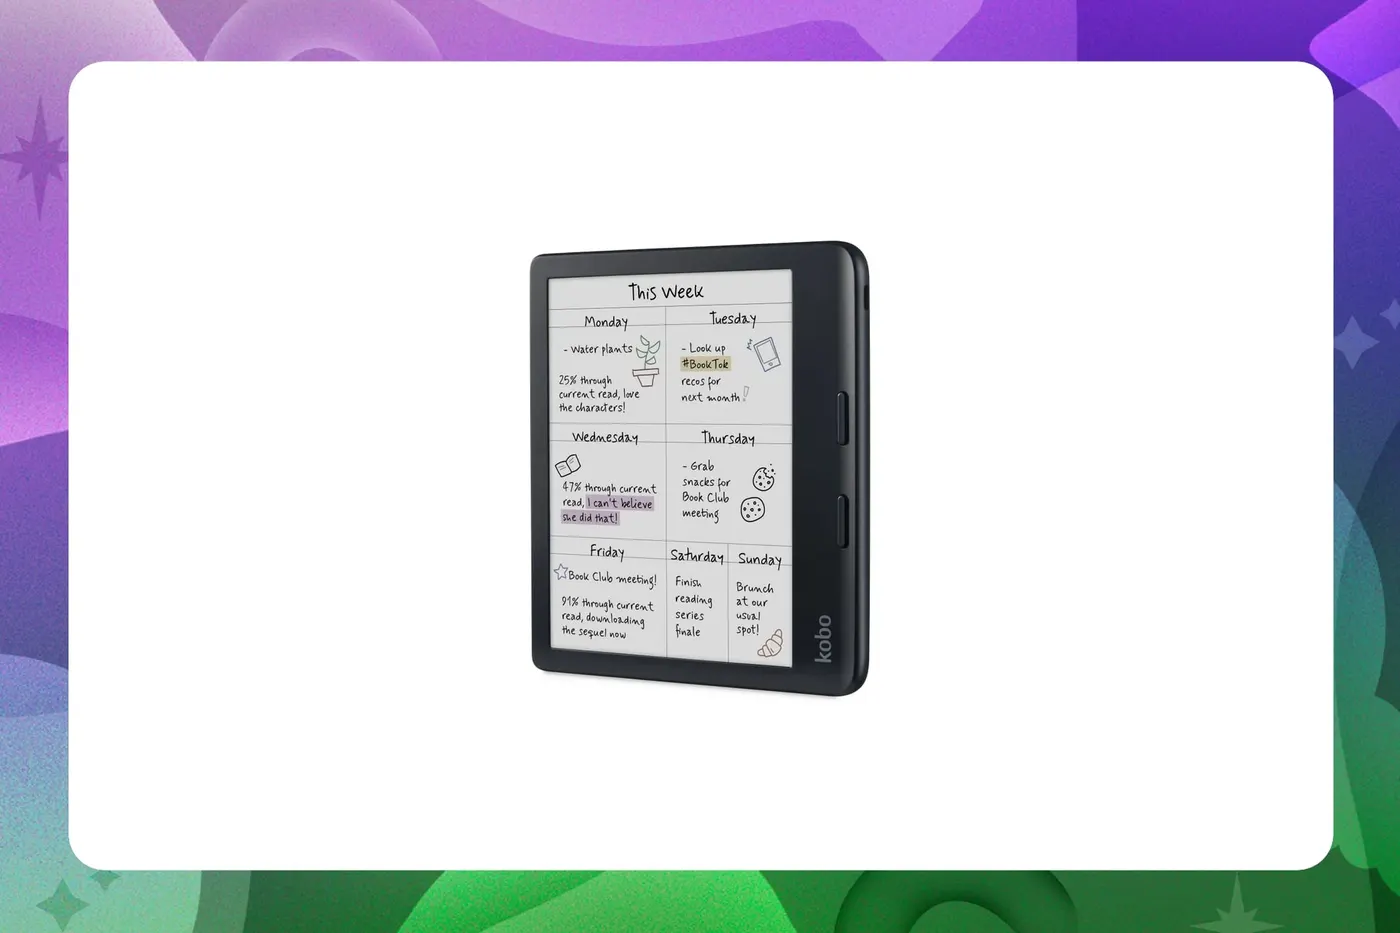 This Week
Monday
- Water plants
25% through
current read, love
the characters!
Tuesday
- Look up
#BookTok
recos for
next month!
Wednesday
47% through current
read, I can't believe
she did that!
Thursday
- Grab
snacks for
Book Club
meeting
Friday
Book Club meeting!
91% through current
read, downloading
the sequel now
Saturday
Finish
reading
series
finale
Sunday
Brunch
at our
usual
spot!
kobo